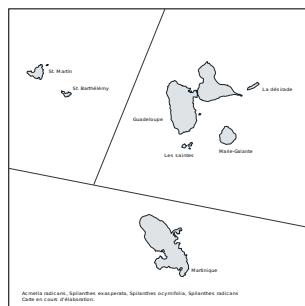 St. Martin
St. Barthélémy
La désirade
Guadeloupe
Les saintes
Marie-Galante
Martinique
Acmella radicans, Spilanthes exasperata, Spilanthes ocymifolia, Spilanthes radicans
Carte en cours d'élaboration.